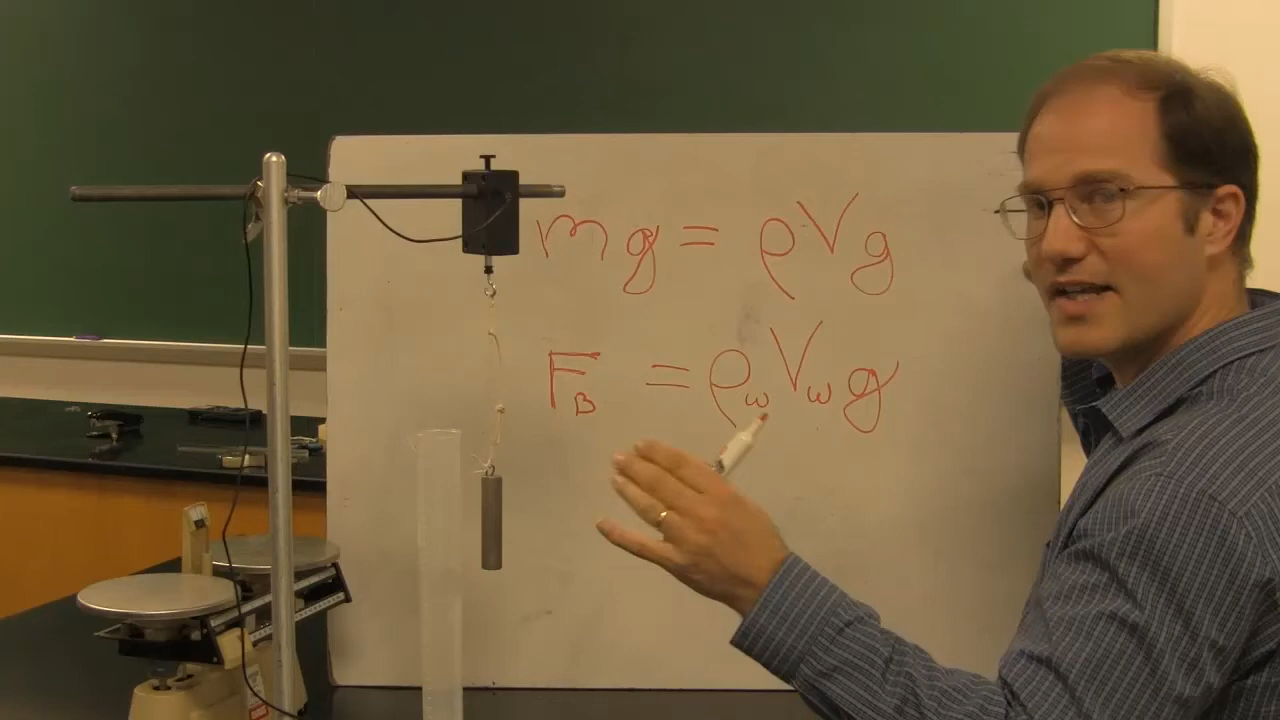 mg = ρVg
F_B = ρ_w V_w g